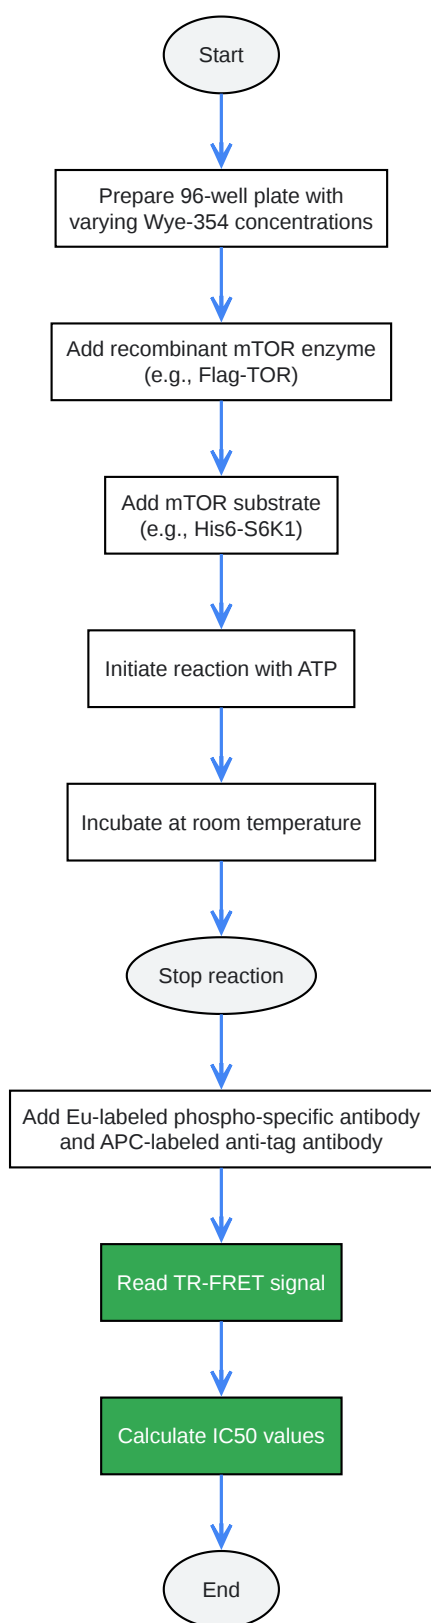 Start
Prepare 96-well plate with
varying Wye-354 concentrations
Add recombinant mTOR enzyme
(e.g., Flag-TOR)
Add mTOR substrate
(e.g., His6-S6K1)
Initiate reaction with ATP
Incubate at room temperature
Stop reaction
Add Eu-labeled phospho-specific antibody
and APC-labeled anti-tag antibody
Read TR-FRET signal
Calculate IC50 values
End